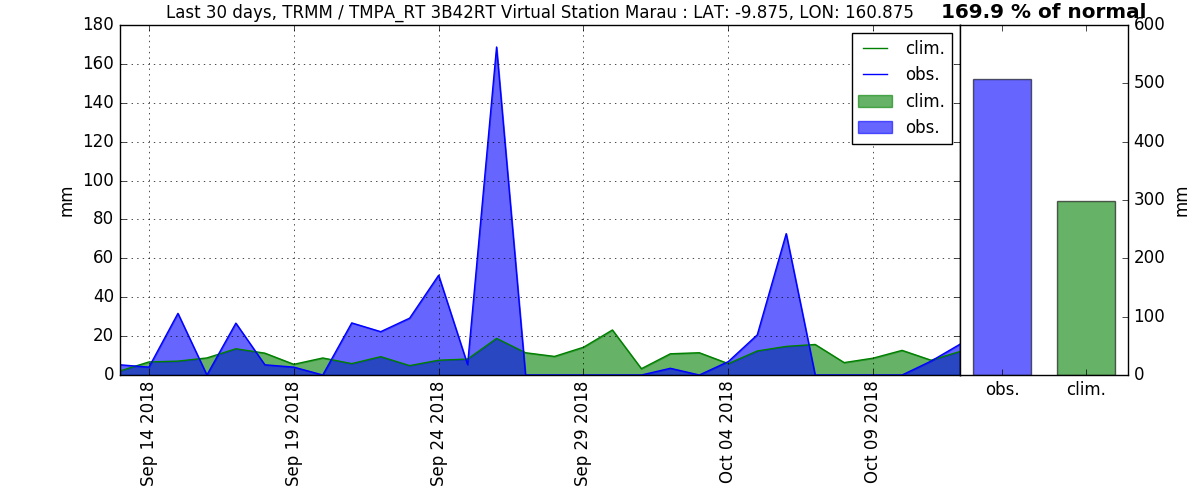 Last 30 days, TRMM / TMPA_RT 3B42RT Virtual Station Marau : LAT: -9.875, LON: 160.875
169.9 % of normal
180
160
140
120
100
80
60
40
20
0
mm
clim.
obs.
clim.
obs.
Sep 14 2018
Sep 19 2018
Sep 24 2018
Sep 29 2018
Oct 04 2018
Oct 09 2018
600
500
400
300
200
100
0
mm
obs.
clim.